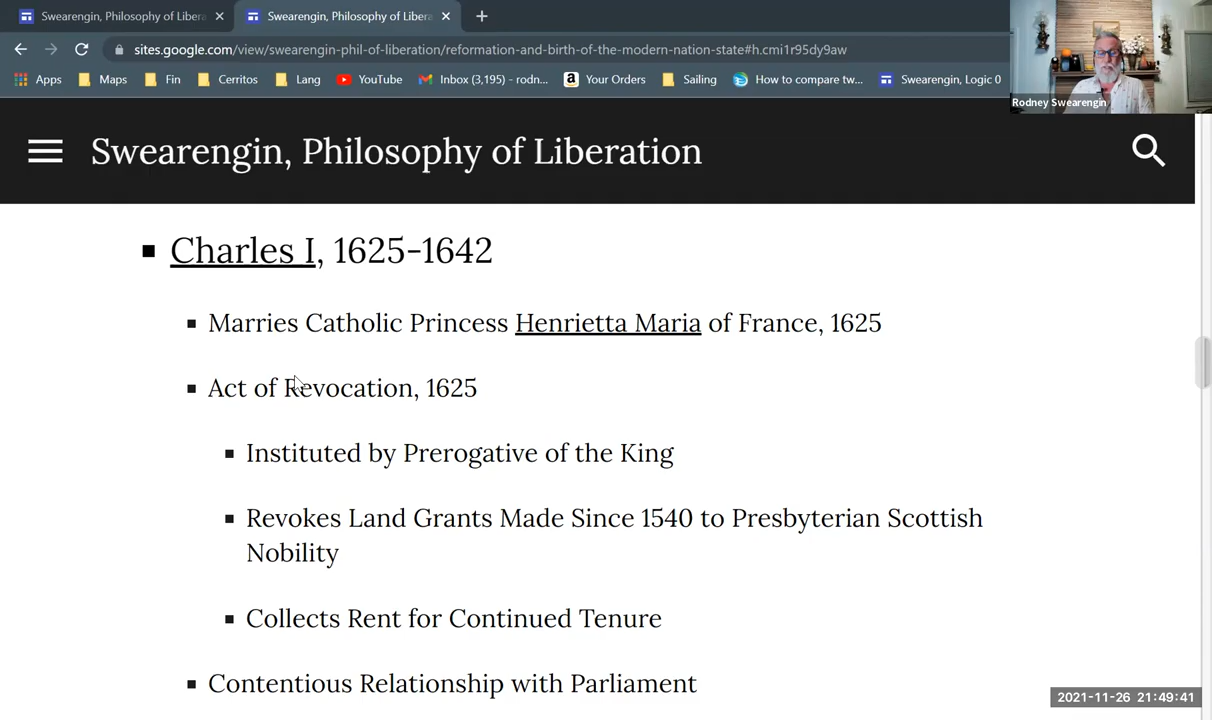 Swearengin, Philosophy of Libera
Swearengin, Philosophy of Libera
sites.google.com/view/swearengin-phil-of-liberation/reformation-and-birth-of-the-modern-nation-state#h.cmi1r95dy9aw
Apps Maps Fin Cerritos Lang YouTube Inbox (3,195) - rodn... Your Orders Sailing How to compare tw... Swearengin, Logic 0
Rodney Swearengin
Swearengin, Philosophy of Liberation
▪ Charles I, 1625-1642
▪ Marries Catholic Princess Henrietta Maria of France, 1625
▪ Act of Revocation, 1625
▪ Instituted by Prerogative of the King
▪ Revokes Land Grants Made Since 1540 to Presbyterian Scottish
Nobility
▪ Collects Rent for Continued Tenure
▪ Contentious Relationship with Parliament
2021-11-26 21:49:41